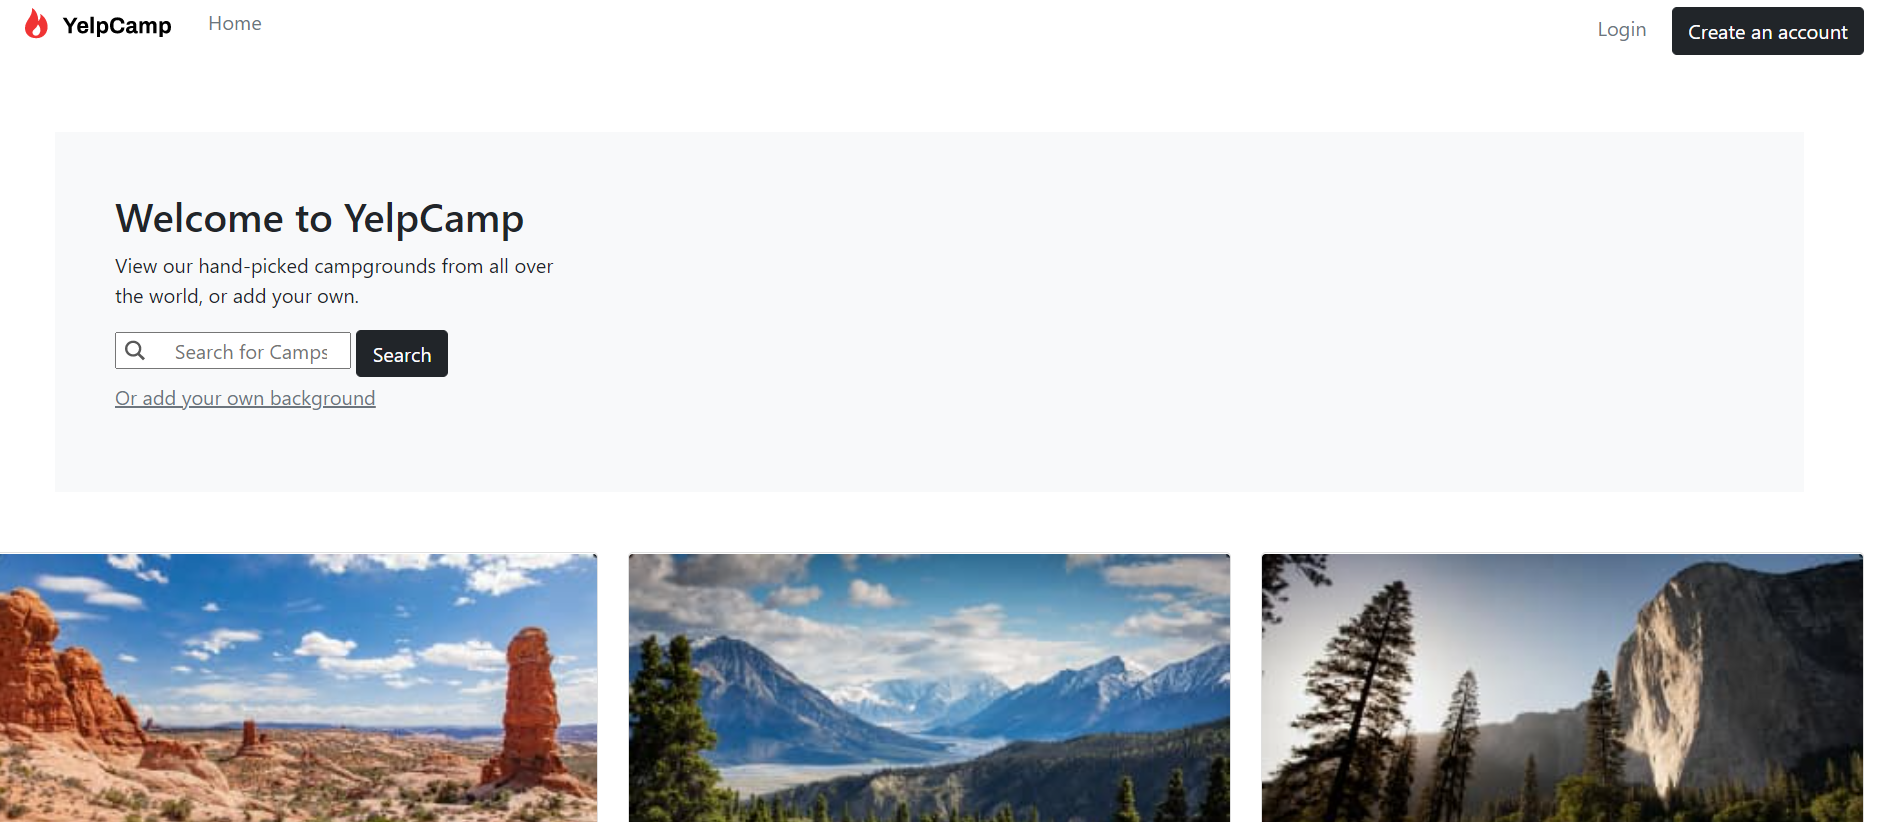 YelpCamp
Home
Login
Create an account
Welcome to YelpCamp
View our hand-picked campgrounds from all over
the world, or add your own.
Search for Camps
Search
Or add your own background